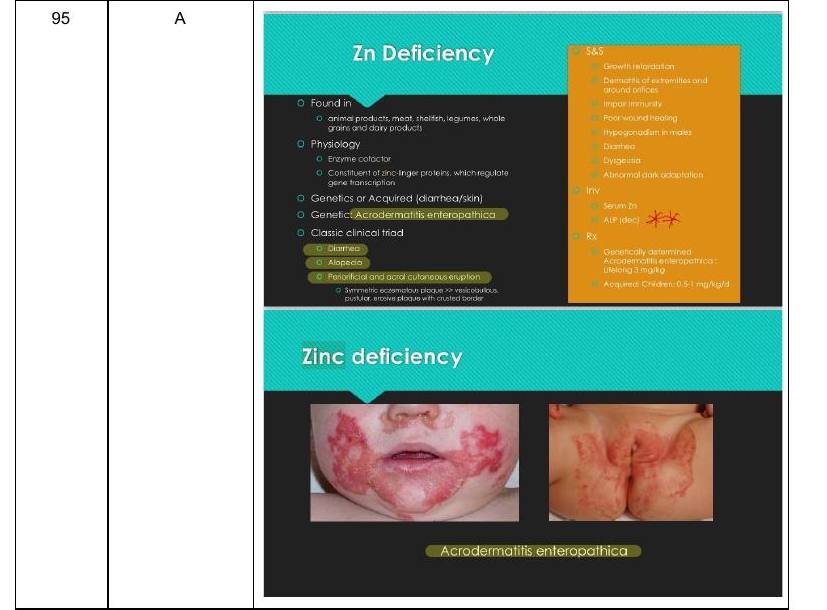 95
A
Zn Deficiency
Found in
animal products, meat, shellfish, legumes, whole
grains and dairy products
Physiology
Enzyme cofactor
Constituent of zinc-finger proteins, which regulate
gene transcription
Genetics or Acquired (diarrhea/skin)
Genetic: Acrodermatitis enteropathica
Classic clinical triad
Diarrhea
Alopecia
Periorificial and acral cutaneous eruption
Symmetric eczematous plaque >> vesicobullous,
pustular, erosive plaque with crusted border
S&S
Growth retardation
Dermatitis of extremities and
around orifices
Impair immunity
Poor wound healing
Hypogonadism in males
Diarrhea
Dysgeusia
Abnormal dark adaptation
Inv
Serum Zn
ALP (dec)
Rx
Genetically determined
Acrodermatitis enteropathica :
Lifelong 3 mg/kg
Acquired: Children: 0.5-1 mg/kg/d
Zinc deficiency
Acrodermatitis enteropathica